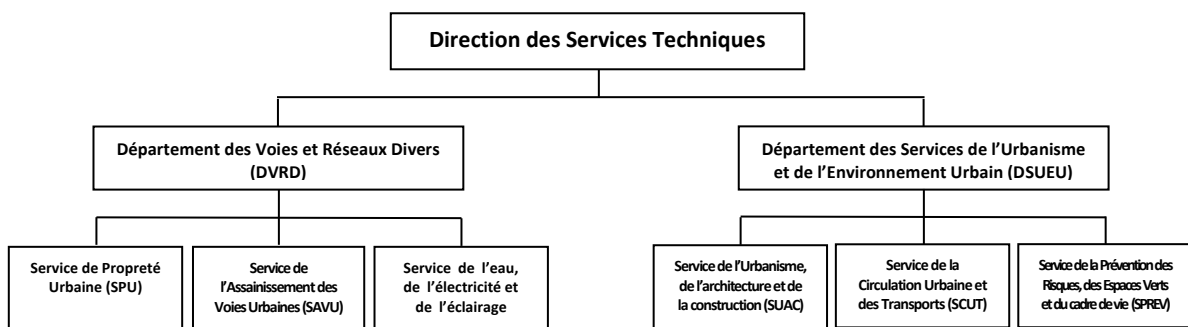 Direction des Services Techniques
Département des Voies et Réseaux Divers
(DVRD)
Département des Services de l’Urbanisme
et de l’Environnement Urbain (DSUEU)
Service de Propreté
Urbaine (SPU)
Service de
l’Assainissement des
Voies Urbaines (SAVU)
Service de l’eau,
de l’électricité et
de l’éclairage
Service de l’Urbanisme,
de l’architecture et de
la construction (SUAC)
Service de la
Circulation Urbaine et
des Transports (SCUT)
Service de la Prévention des
Risques, des Espaces Verts
et du cadre de vie (SPREV)